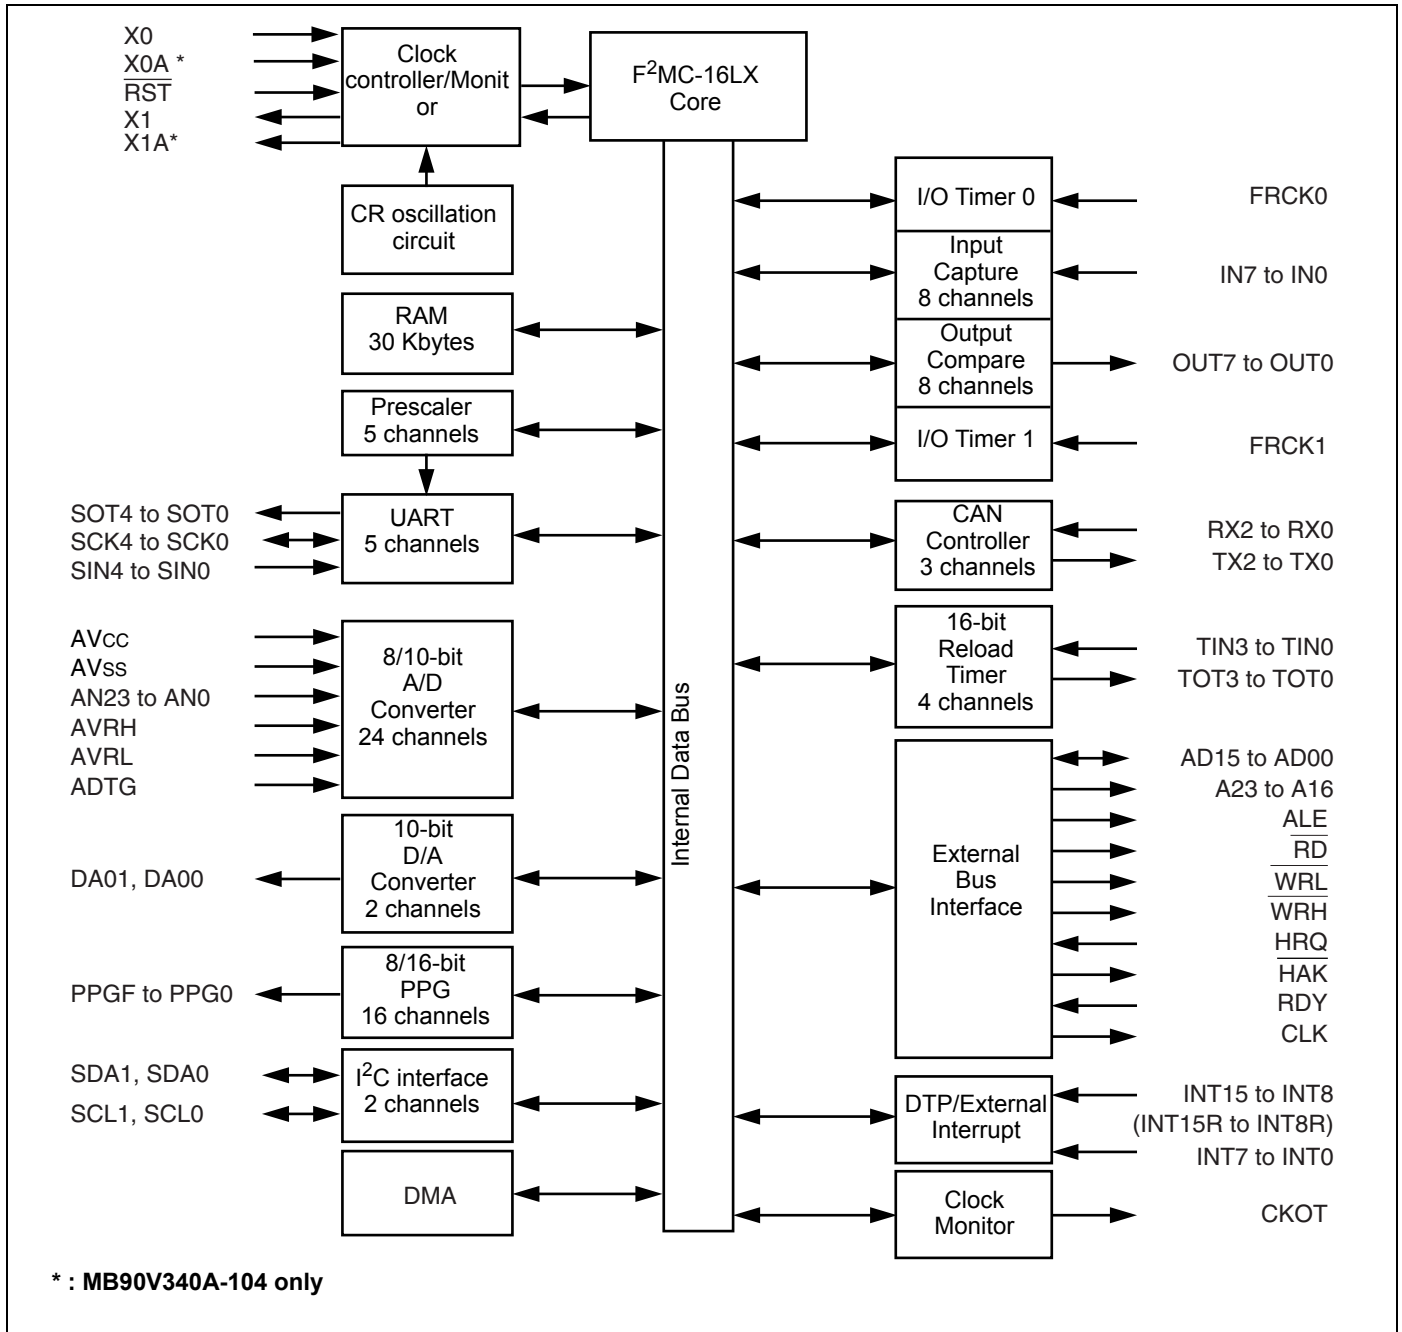 X0
X0A *
RST
X1
X1A*
Clock
controller/Monit
or
F2MC-16LX
Core
CR oscillation
circuit
RAM
30 Kbytes
Prescaler
5 channels
SOT4 to SOT0
SCK4 to SCK0
SIN4 to SIN0
UART
5 channels
AVCC
AVSS
AN23 to AN0
AVRH
AVRL
ADTG
8/10-bit
A/D
Converter
24 channels
DA01, DA00
10-bit
D/A
Converter
2 channels
PPGF to PPG0
8/16-bit
PPG
16 channels
SDA1, SDA0
SCL1, SCL0
I2C interface
2 channels
DMA
Internal Data Bus
I/O Timer 0
FRCK0
Input
Capture
8 channels
IN7 to IN0
Output
Compare
8 channels
OUT7 to OUT0
I/O Timer 1
FRCK1
CAN
Controller
3 channels
RX2 to RX0
TX2 to TX0
16-bit
Reload
Timer
4 channels
TIN3 to TIN0
TOT3 to TOT0
External
Bus
Interface
AD15 to AD00
A23 to A16
ALE
RD
WRL
WRH
HRQ
HAK
RDY
CLK
DTP/External
Interrupt
INT15 to INT8
(INT15R to INT8R)
INT7 to INT0
Clock
Monitor
CKOT
* : MB90V340A-104 only